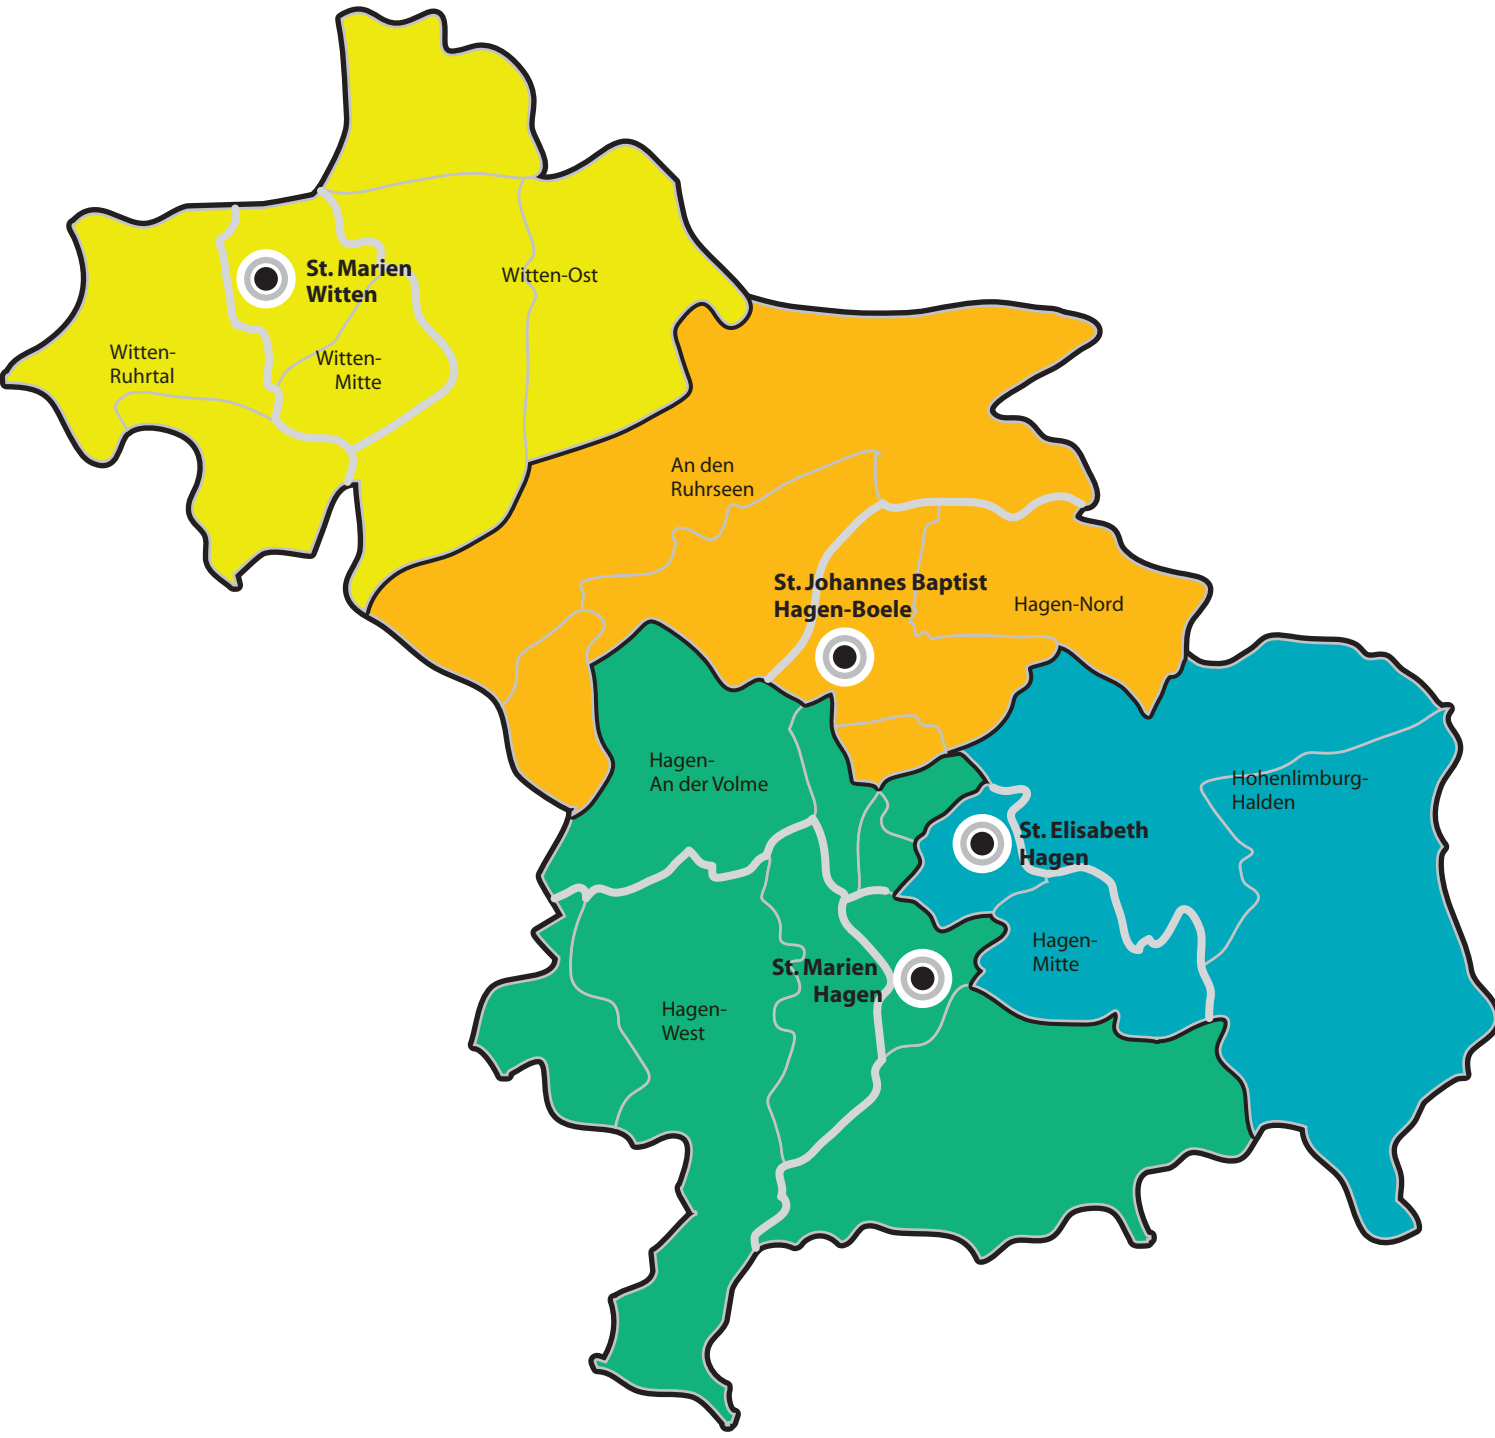 St. Marien
Witten
Witten-Ost
Witten-
Ruhrtal
Witten-
Mitte
An den
Ruhrseen
St. Johannes Baptist
Hagen-Boele
Hagen-Nord
Hagen-
An der Volme
Hohenlimburg-
Halden
St. Elisabeth
Hagen
Hagen-
Mitte
St. Marien
Hagen
Hagen-
West